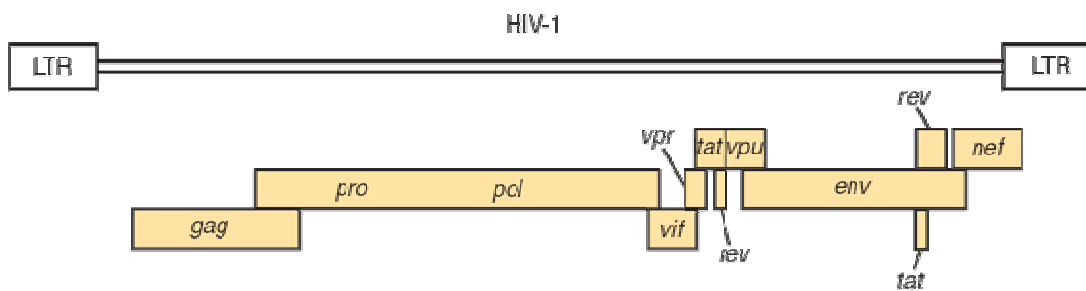 HIV-1
LTR
LTR
rev
vpr
tat vpu
nef
pro pol
env
gag
vif
rev
tat